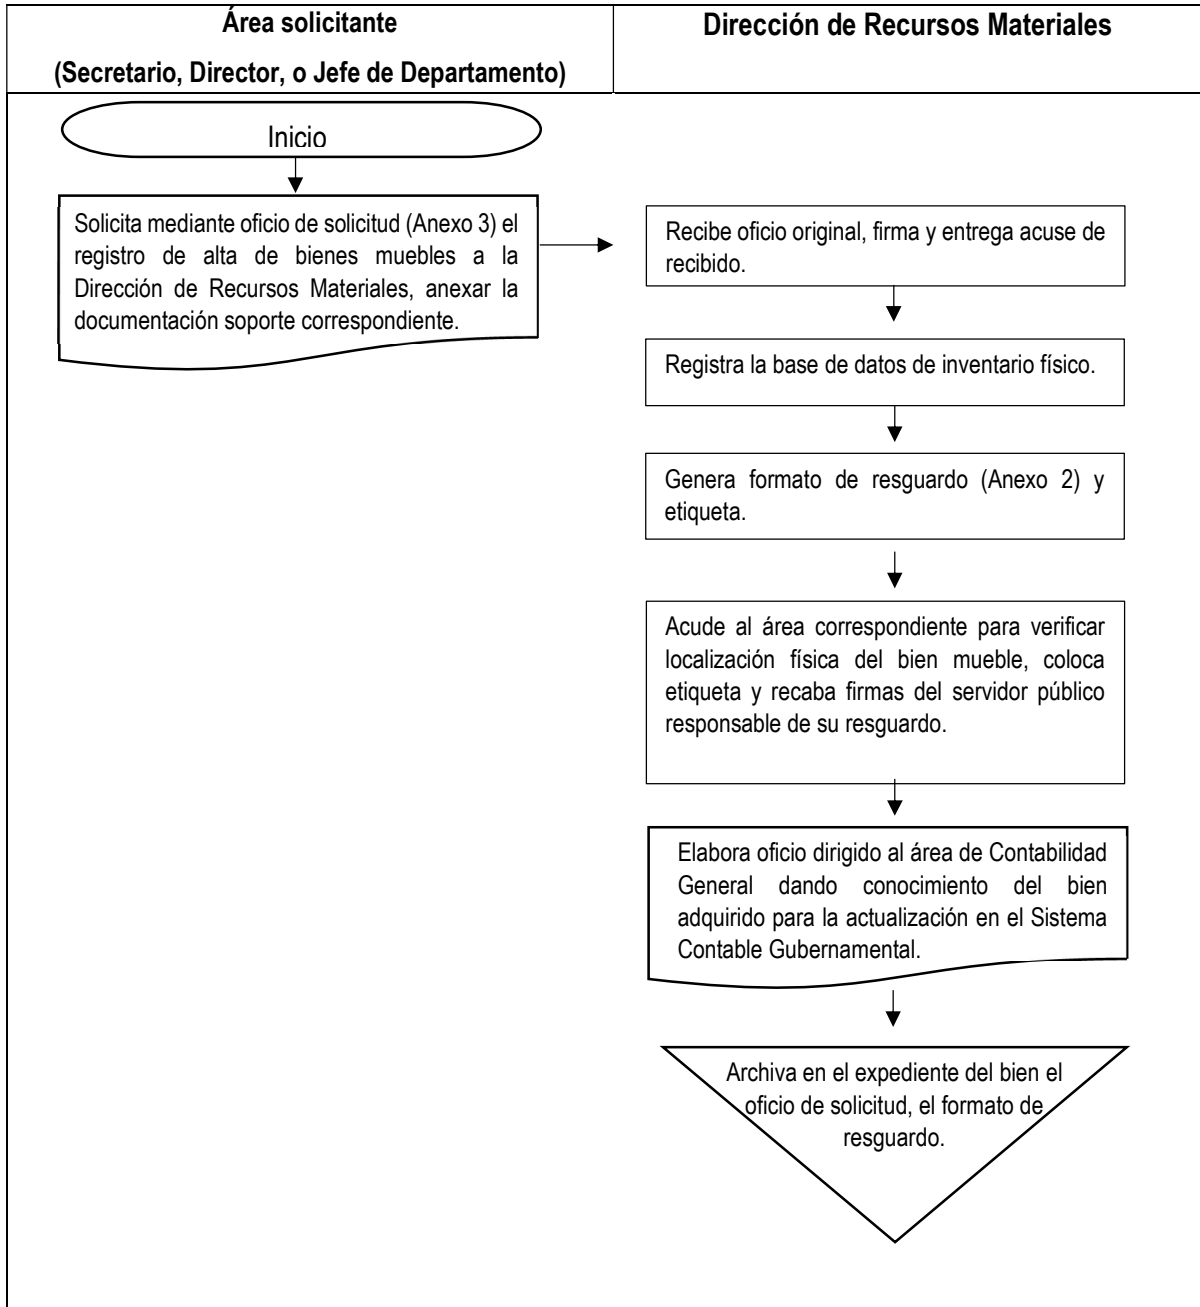 Área solicitante
(Secretario, Director, o Jefe de Departamento)
Dirección de Recursos Materiales
Inicio
Solicita mediante oficio de solicitud (Anexo 3) el
registro de alta de bienes muebles a la
Dirección de Recursos Materiales, anexar la
documentación soporte correspondiente.
Recibe oficio original, firma y entrega acuse de
recibido.
Registra la base de datos de inventario físico.
Genera formato de resguardo (Anexo 2) y
etiqueta.
Acude al área correspondiente para verificar
localización física del bien mueble, coloca
etiqueta y recaba firmas del servidor público
responsable de su resguardo.
Elabora oficio dirigido al área de Contabilidad
General dando conocimiento del bien
adquirido para la actualización en el Sistema
Contable Gubernamental.
Archiva en el expediente del bien el
oficio de solicitud, el formato de
resguardo.